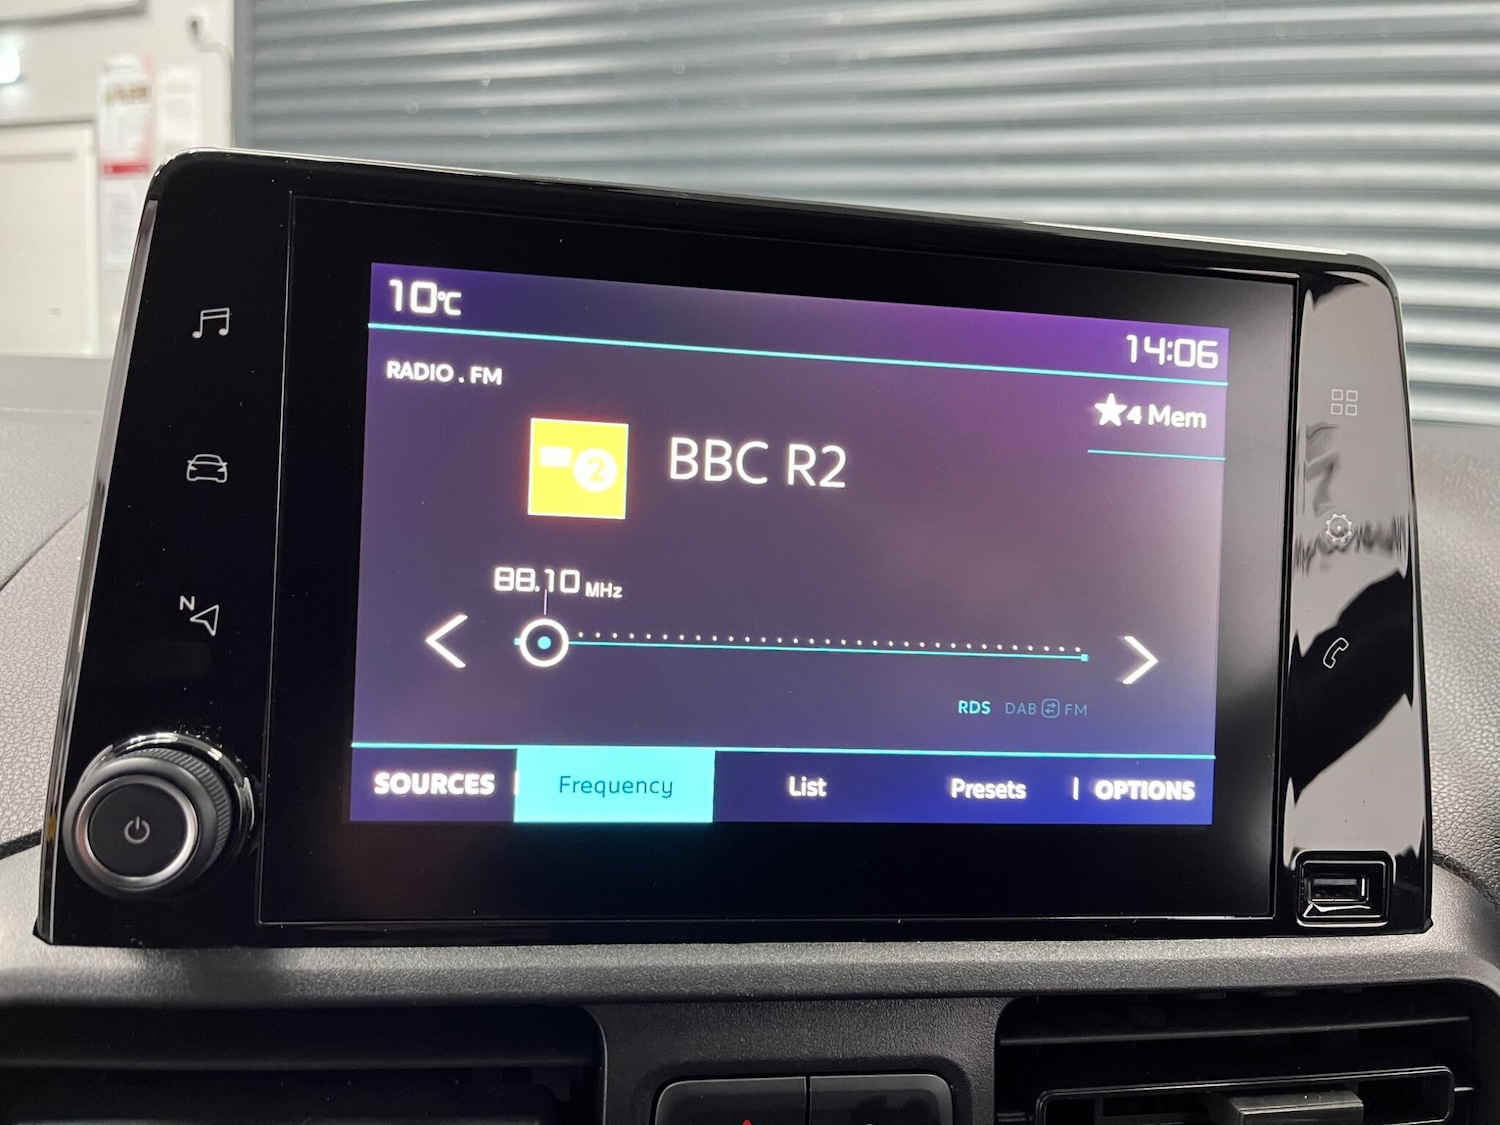 10°C
14:06
RADIO . FM
★4 Mem
2
BBC R2
88.10 MHz
RDS DAB FM
SOURCES Frequency List Presets OPTIONS
N